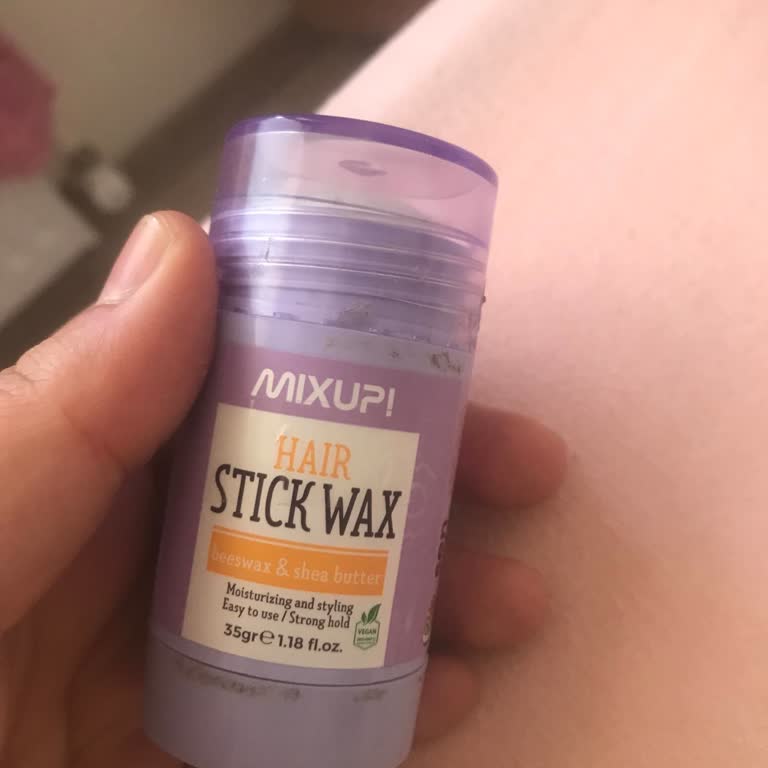 MIXUP!
HAIR
STICK WAX
beeswax & shea butter
Moisturizing and styling
Easy to use / Strong hold
35gr℮1.18 fl.oz.
VEGAN